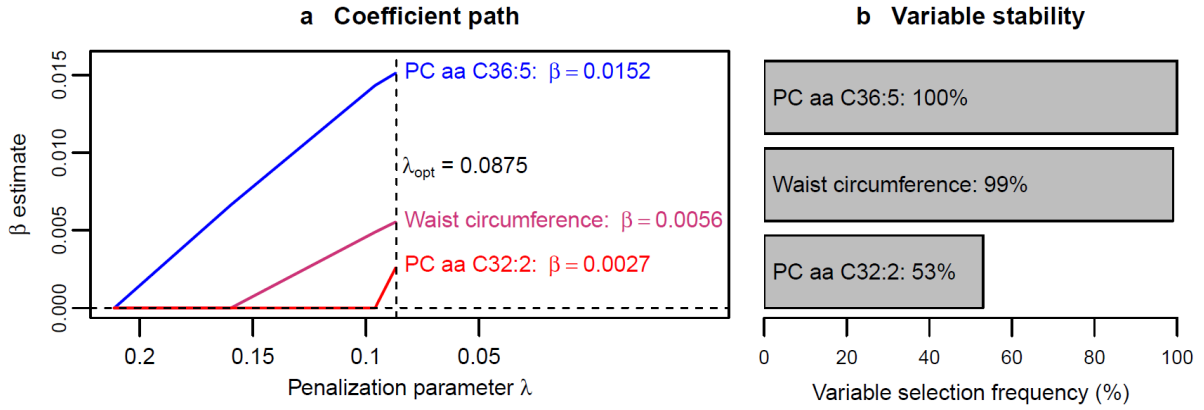 a Coefficient path
β estimate
0.015
0.010
0.005
0.000
PC aa C36:5: β = 0.0152
λopt = 0.0875
Waist circumference: β = 0.0056
PC aa C32:2: β = 0.0027
0.2 0.15 0.1 0.05
Penalization parameter λ
b Variable stability
PC aa C36:5: 100%
Waist circumference: 99%
PC aa C32:2: 53%
0 20 40 60 80 100
Variable selection frequency (%)